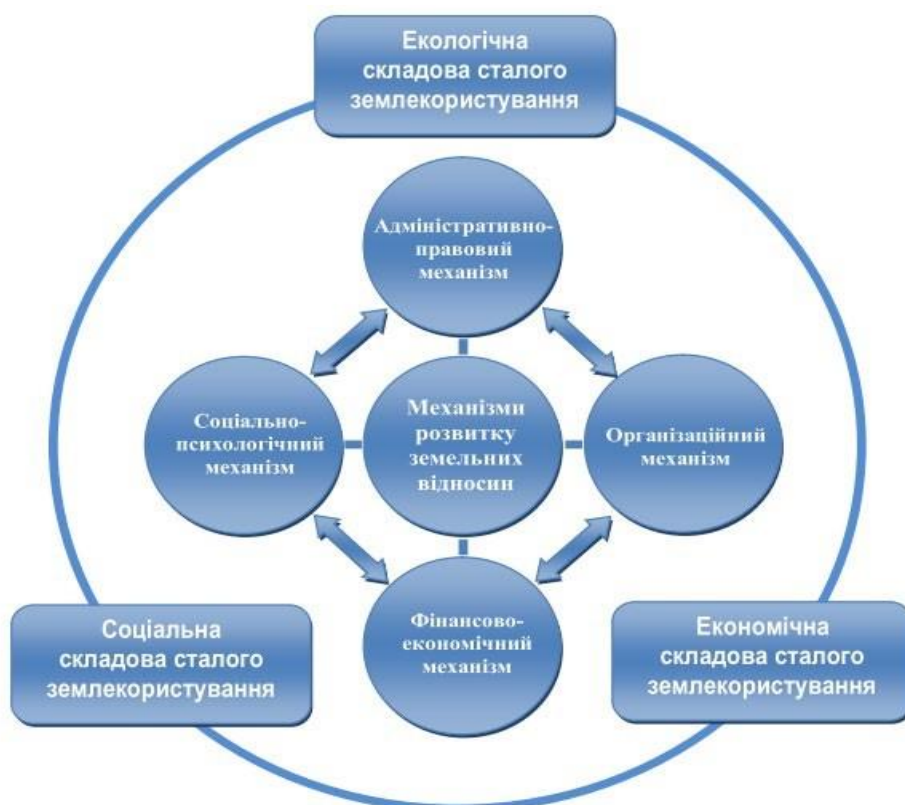 Екологічна
складова сталого
землекористування
Адміністративно-
правовий
механізм
Соціально-
психологічний
механізм
Механізми
розвитку
земельних
відносин
Організаційний
механізм
Фінансово-
економічний
механізм
Соціальна
складова сталого
землекористування
Економічна
складова сталого
землекористування